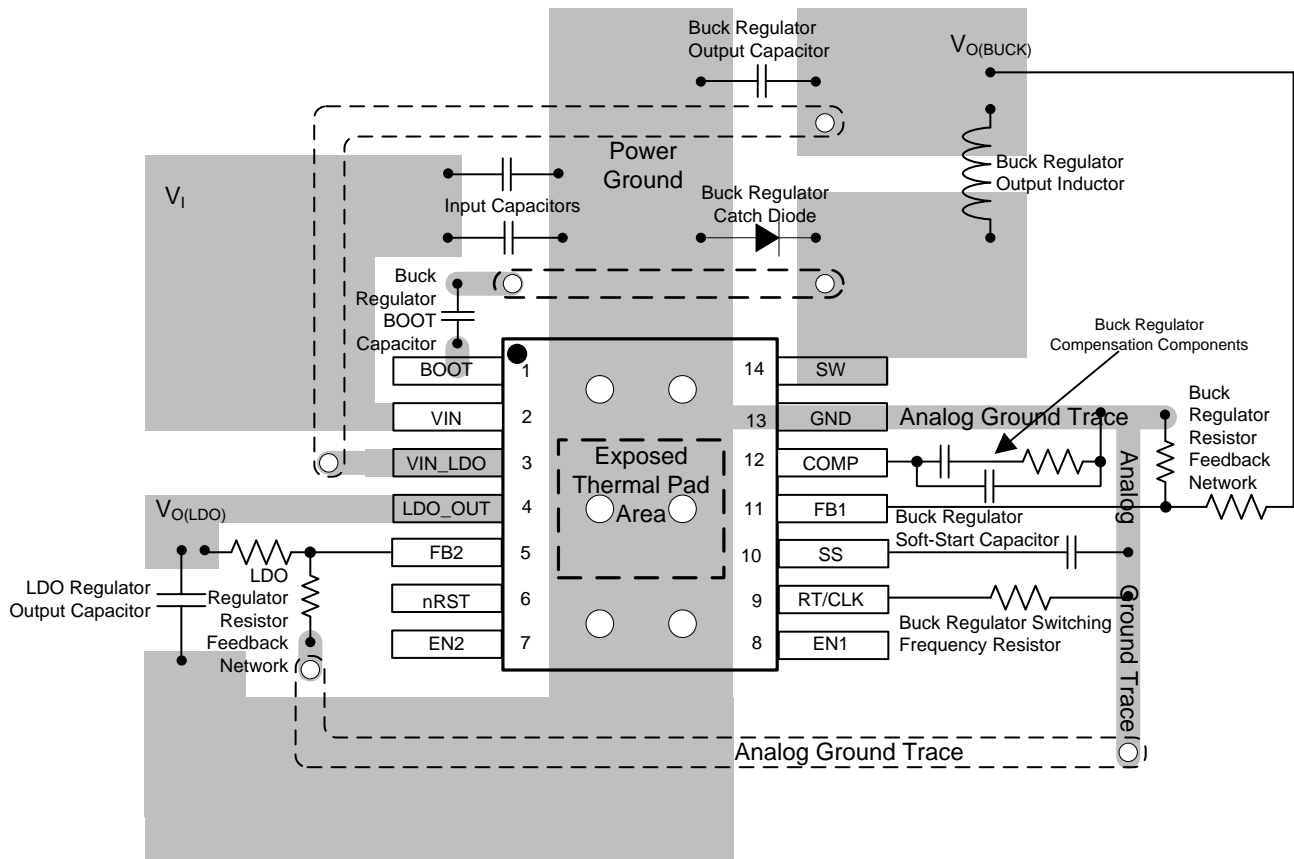 Buck Regulator
Output Capacitor
VO(BUCK)
Power
Ground
Buck Regulator
Output Inductor
VI
Input Capacitors
Buck Regulator
Catch Diode
Buck
Regulator
BOOT
Capacitor
Buck Regulator
Compensation Components
BOOT
1
14
SW
VIN
2
13
GND
Analog Ground Trace
Buck
Regulator
Resistor
Feedback
Network
VIN_LDO
3
12
COMP
Exposed
Thermal Pad
Area
Analog
Ground Trace
VO(LDO)
LDO_OUT
4
11
FB1
Buck Regulator
Soft-Start Capacitor
FB2
5
10
SS
LDO
Regulator
Resistor
Feedback
Network
LDO Regulator
Output Capacitor
nRST
6
9
RT/CLK
Buck Regulator Switching
Frequency Resistor
EN2
7
8
EN1
Analog Ground Trace